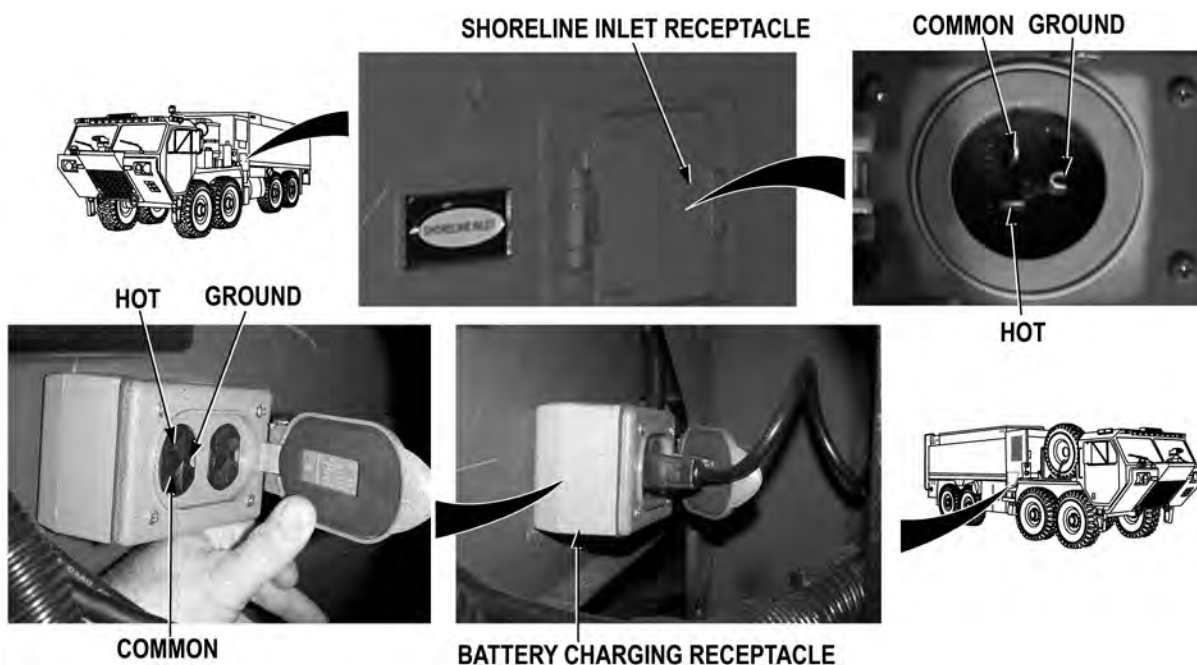 SHORELINE INLET RECEPTACLE
COMMON GROUND
SHORELINE INLET
HOT GROUND
HOT
COMMON
BATTERY CHARGING RECEPTACLE